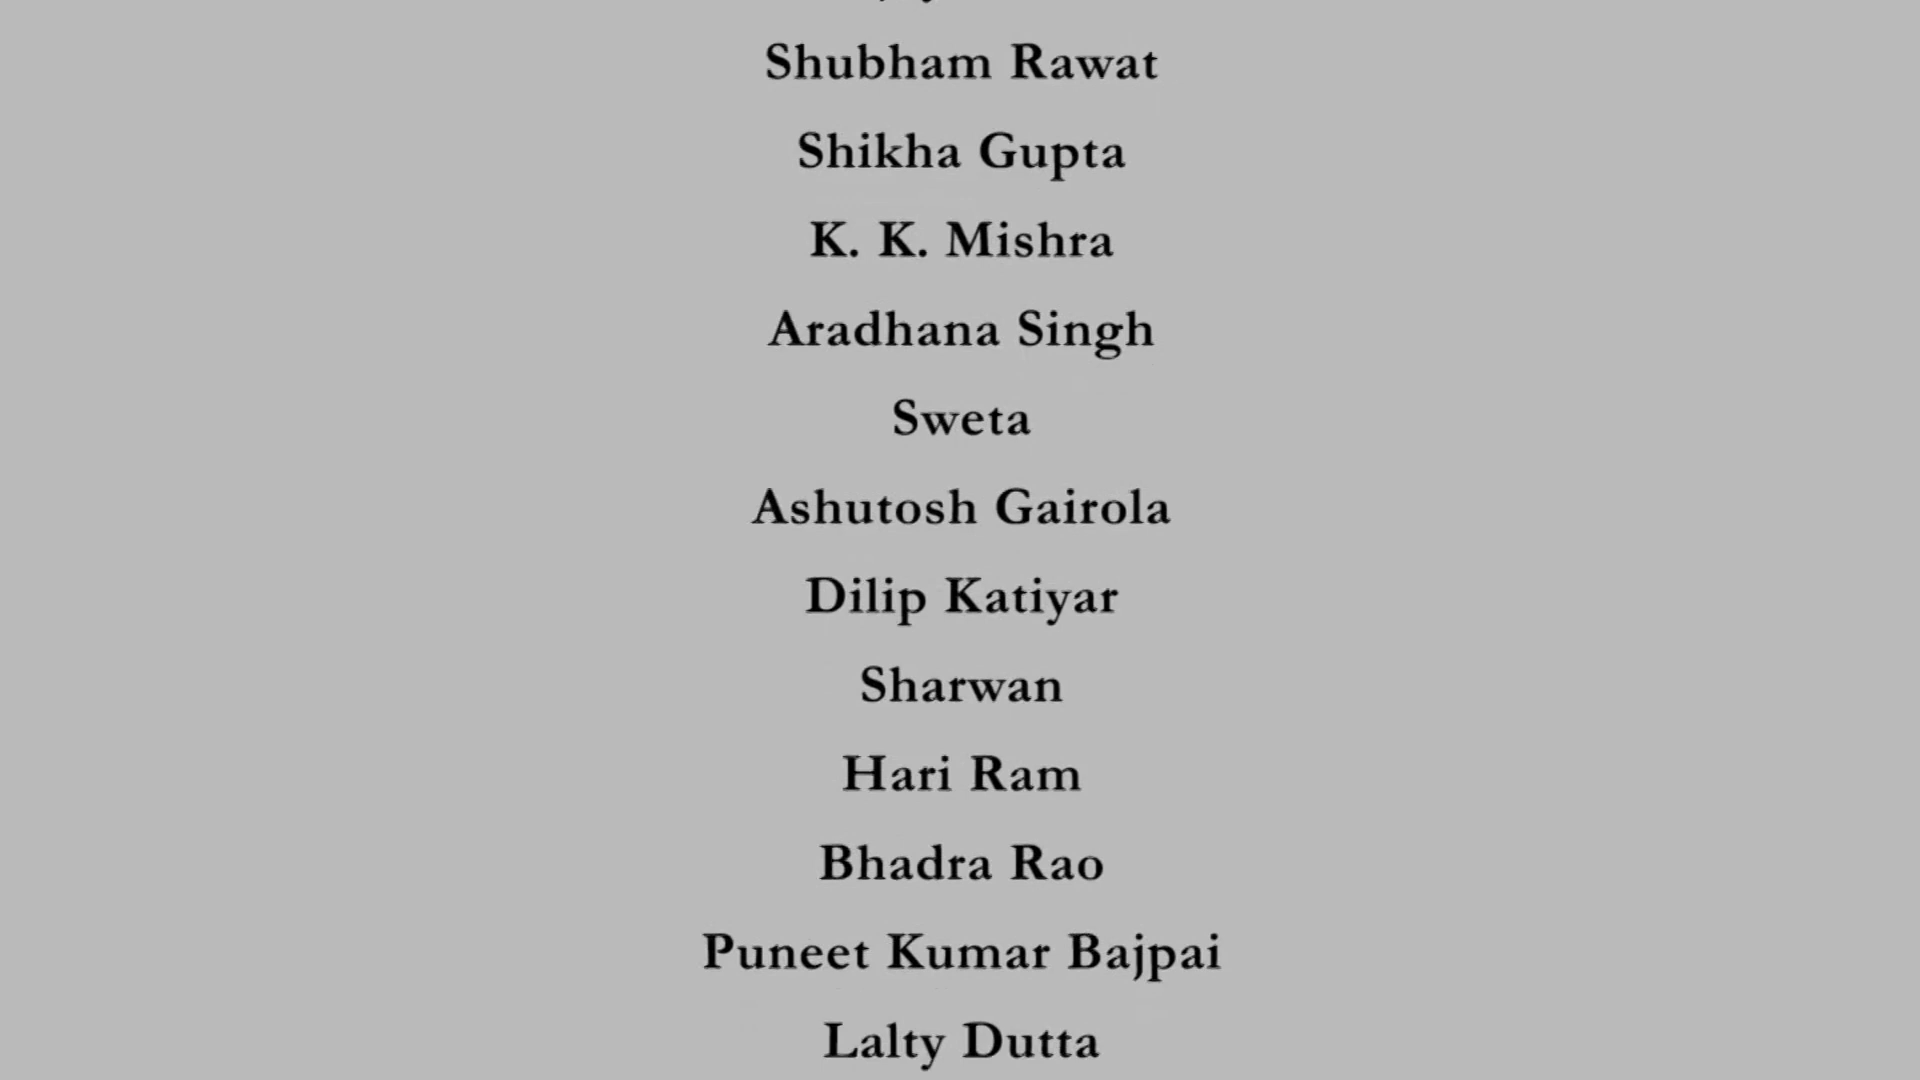 Shubham Rawat
Shikha Gupta
K. K. Mishra
Aradhana Singh
Sweta
Ashutosh Gairola
Dilip Katiyar
Sharwan
Hari Ram
Bhadra Rao
Puneet Kumar Bajpai
Lalty Dutta